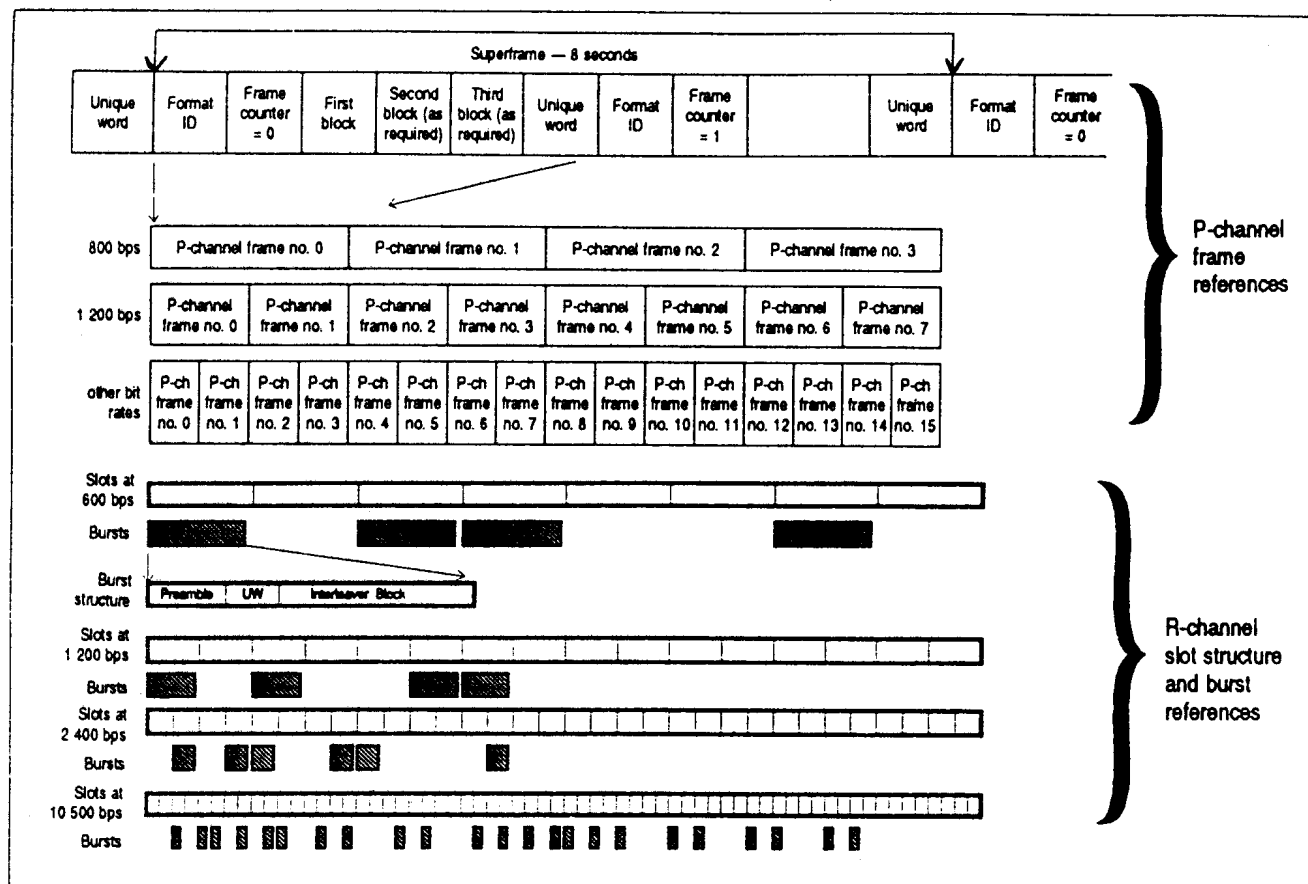 Superframe — 8 seconds
Unique word
Format ID
Frame counter = 0
First block
Second block (as required)
Third block (as required)
Unique word
Format ID
Frame counter = 1
Unique word
Format ID
Frame counter = 0
800 bps
P-channel frame no. 0
P-channel frame no. 1
P-channel frame no. 2
P-channel frame no. 3
1 200 bps
P-channel frame no. 0
P-channel frame no. 1
P-channel frame no. 2
P-channel frame no. 3
P-channel frame no. 4
P-channel frame no. 5
P-channel frame no. 6
P-channel frame no. 7
other bit rates
P-ch frame no. 0
P-ch frame no. 1
P-ch frame no. 2
P-ch frame no. 3
P-ch frame no. 4
P-ch frame no. 5
P-ch frame no. 6
P-ch frame no. 7
P-ch frame no. 8
P-ch frame no. 9
P-ch frame no. 10
P-ch frame no. 11
P-ch frame no. 12
P-ch frame no. 13
P-ch frame no. 14
P-ch frame no. 15
P-channel frame references
Slots at 600 bps
Bursts
Burst structure
Preamble
UW
Interleaver Block
Slots at 1 200 bps
Bursts
Slots at 2 400 bps
Bursts
Slots at 10 500 bps
Bursts
R-channel slot structure and burst references